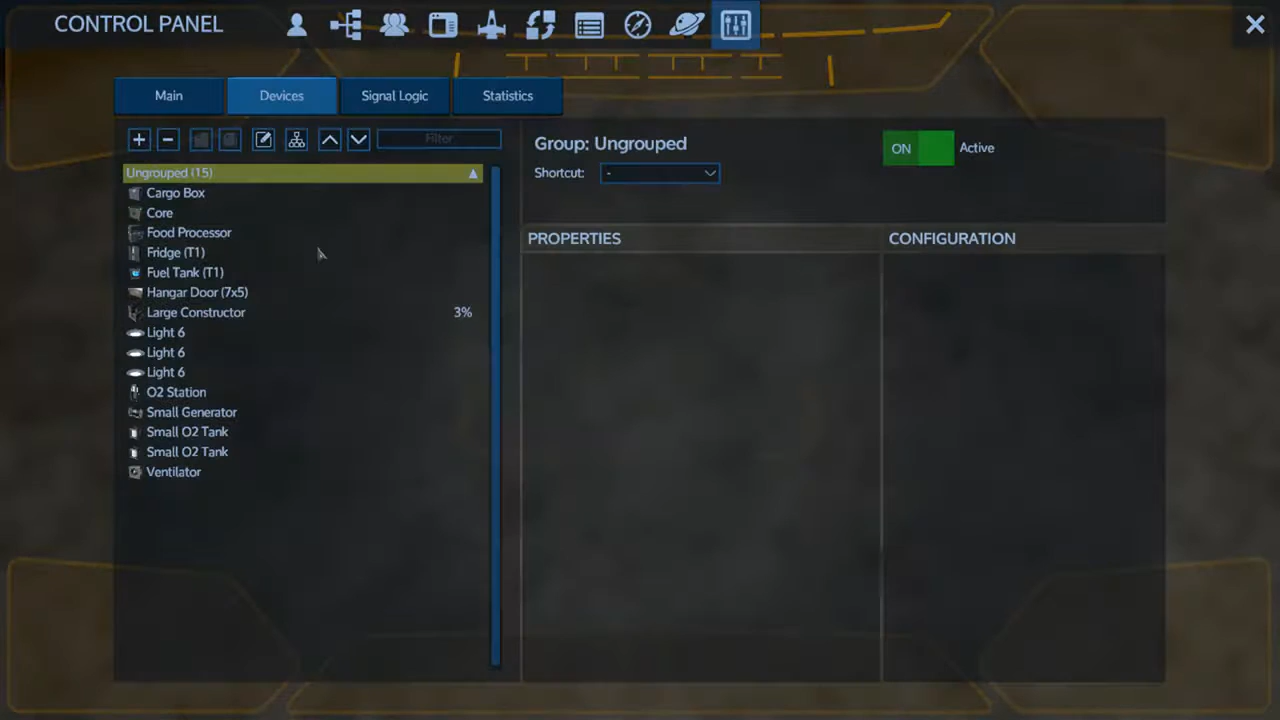 CONTROL PANEL
Main
Devices
Signal Logic
Statistics
Filter
Ungrouped (15)
Cargo Box
Core
Food Processor
Fridge (T1)
Fuel Tank (T1)
Hangar Door (7x5)
Large Constructor 3%
Light 6
Light 6
Light 6
O2 Station
Small Generator
Small O2 Tank
Small O2 Tank
Ventilator
Group: Ungrouped
Shortcut: -
ON Active
PROPERTIES
CONFIGURATION